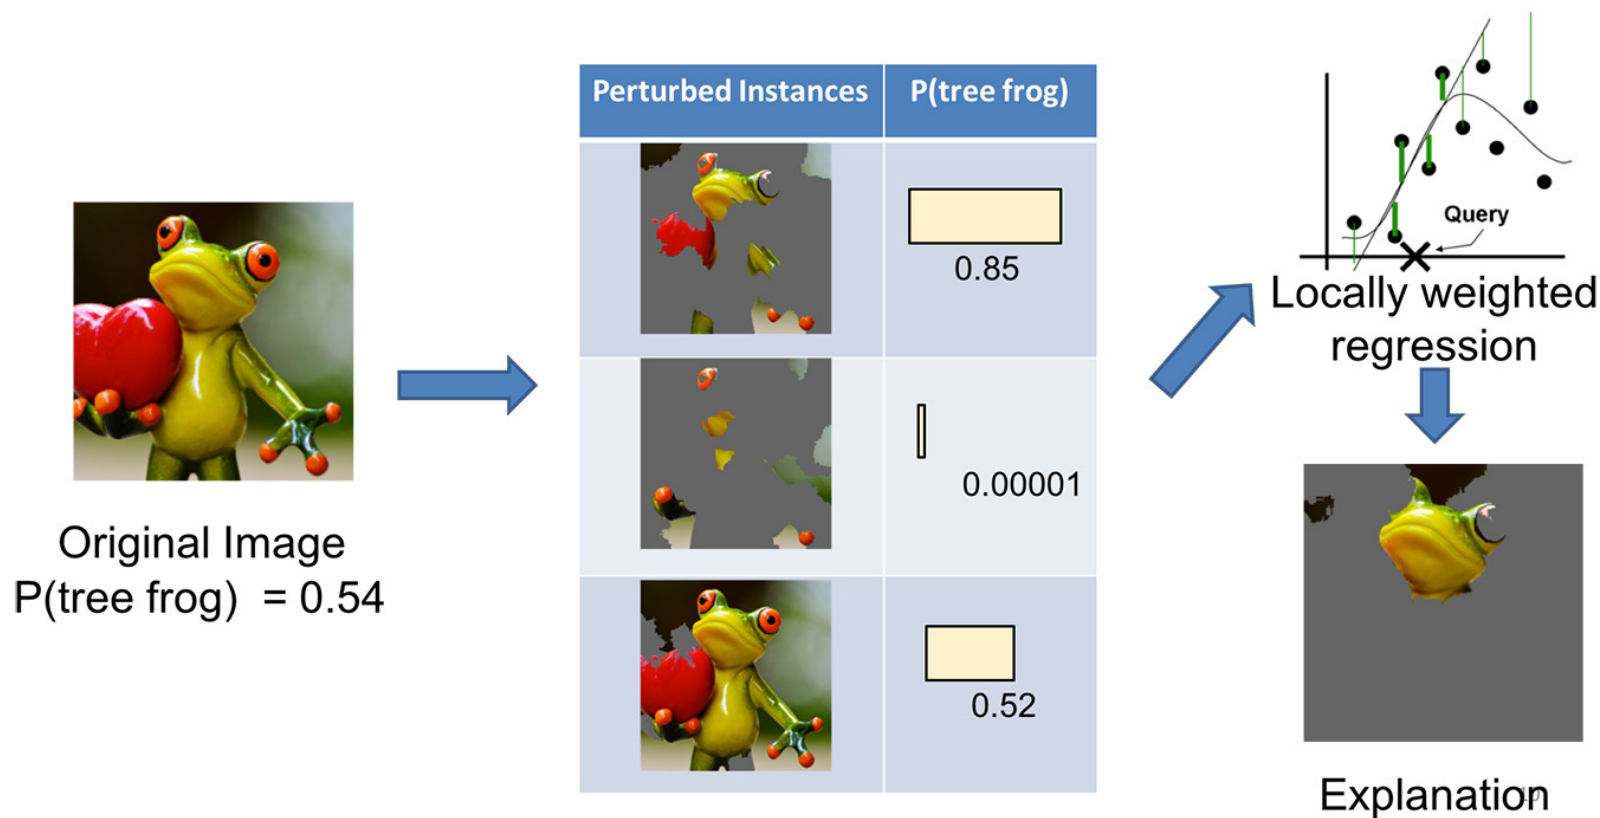 Original Image
P(tree frog) = 0.54
Perturbed Instances
P(tree frog)
0.85
0.00001
0.52
Query
Locally weighted
regression
Explanation